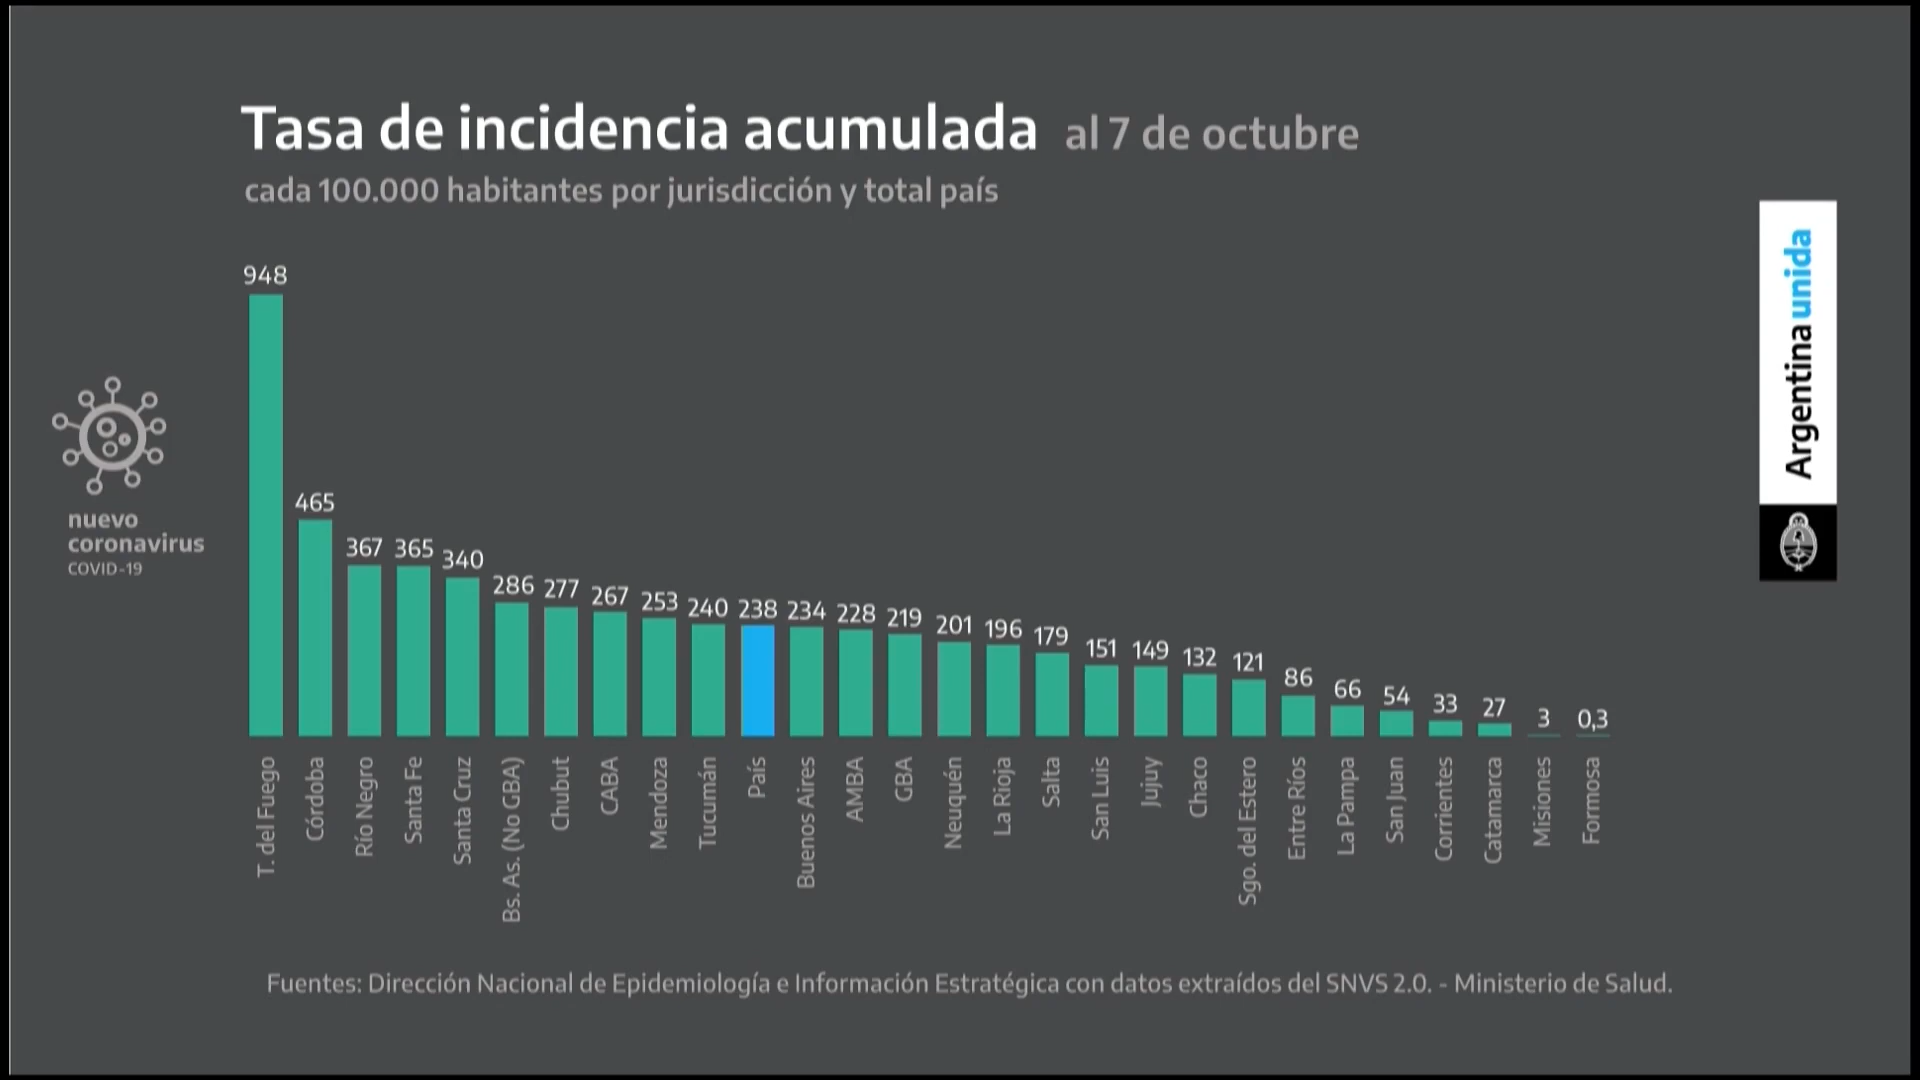 Tasa de incidencia acumulada al 7 de octubre
cada 100.000 habitantes por jurisdicción y total país
948
465
367
365
340
286
277
267
253
240
238
234
228
219
201
196
179
151
149
132
121
86
66
54
33
27
3
0,3
T. del Fuego
Córdoba
Río Negro
Santa Fe
Santa Cruz
Bs. As. (No GBA)
Chubut
CABA
Mendoza
Tucumán
País
Buenos Aires
AMBA
GBA
Neuquén
La Rioja
Salta
San Luis
Jujuy
Chaco
Sgo. del Estero
Entre Ríos
La Pampa
San Juan
Corrientes
Catamarca
Misiones
Formosa
nuevo
coronavirus
COVID-19
Argentina unida
Fuentes: Dirección Nacional de Epidemiología e Información Estratégica con datos extraídos del SNVS 2.0. - Ministerio de Salud.